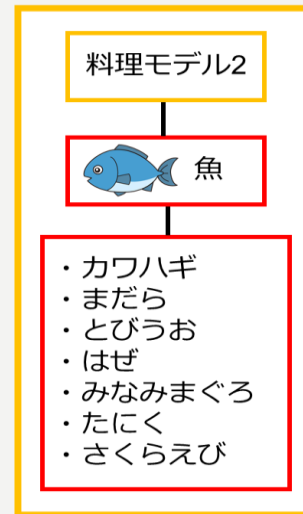 料理モデル2
魚
・カワハギ
・まだら
・とびうお
・はぜ
・みなみまぐろ
・たにく
・さくらえび